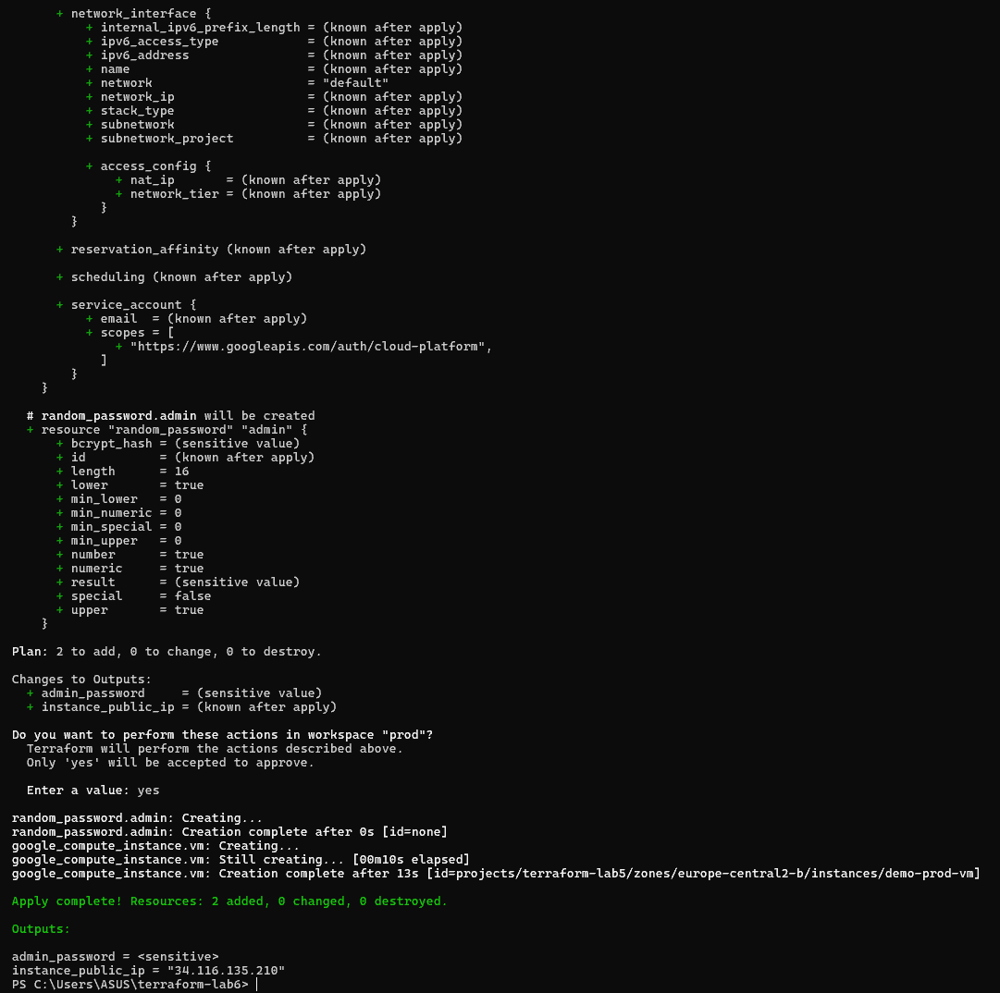 + network_interface {
+ internal_ipv6_prefix_length = (known after apply)
+ ipv6_access_type = (known after apply)
+ ipv6_address = (known after apply)
+ name = (known after apply)
+ network = "default"
+ network_ip = (known after apply)
+ stack_type = (known after apply)
+ subnetwork = (known after apply)
+ subnetwork_project = (known after apply)
+ access_config {
+ nat_ip = (known after apply)
+ network_tier = (known after apply)
}
}
+ reservation_affinity (known after apply)
+ scheduling (known after apply)
+ service_account {
+ email = (known after apply)
+ scopes = [
+ "https://www.googleapis.com/auth/cloud-platform",
]
}
}
# random_password.admin will be created
+ resource "random_password" "admin" {
+ bcrypt_hash = (sensitive value)
+ id = (known after apply)
+ length = 16
+ lower = true
+ min_lower = 0
+ min_numeric = 0
+ min_special = 0
+ min_upper = 0
+ number = true
+ numeric = true
+ result = (sensitive value)
+ special = false
+ upper = true
}
Plan: 2 to add, 0 to change, 0 to destroy.
Changes to Outputs:
+ admin_password = (sensitive value)
+ instance_public_ip = (known after apply)
Do you want to perform these actions in workspace "prod"?
Terraform will perform the actions described above.
Only 'yes' will be accepted to approve.
Enter a value: yes
random_password.admin: Creating...
random_password.admin: Creation complete after 0s [id=none]
google_compute_instance.vm: Creating...
google_compute_instance.vm: Still creating... [00m10s elapsed]
google_compute_instance.vm: Creation complete after 13s [id=projects/terraform-lab5/zones/europe-central2-b/instances/demo-prod-vm]
Apply complete! Resources: 2 added, 0 changed, 0 destroyed.
Outputs:
admin_password = <sensitive>
instance_public_ip = "34.116.135.210"
PS C:\Users\ASUS\terraform-lab6>